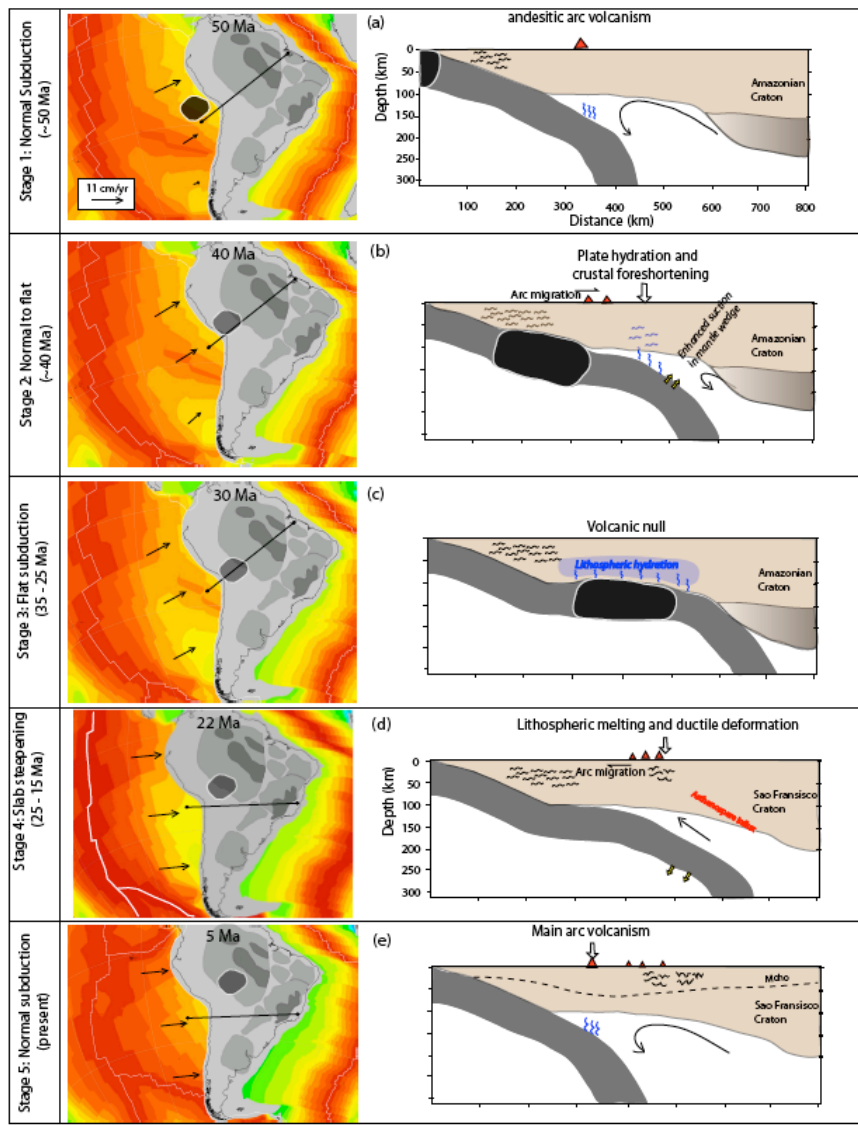 Stage 1: Normal Subduction
(~50 Ma)
50 Ma
11 cm/yr
(a)
andesitic arc volcanism
Depth (km)
0
50
100
150
200
250
300
Amazonian
Craton
100 200 300 400 500 600 700 800
Distance (km)
Stage 2: Normal to flat
(~40 Ma)
40 Ma
(b)
Plate hydration and
crustal foreshortening
Arc migration
Enhanced suction
in mantle wedge
Amazonian
Craton
Stage 3: Flat subduction
(35 - 25 Ma)
30 Ma
(c)
Volcanic null
Lithospheric hydration
Amazonian
Craton
Stage 4: Slab steepening
(25 - 15 Ma)
22 Ma
(d)
Lithospheric melting and ductile deformation
Depth (km)
0
50
100
150
200
250
300
Arc migration
Sao Fransisco
Craton
Stage 5: Normal subduction
(present)
5 Ma
(e)
Main arc volcanism
Moho
Sao Fransisco
Craton